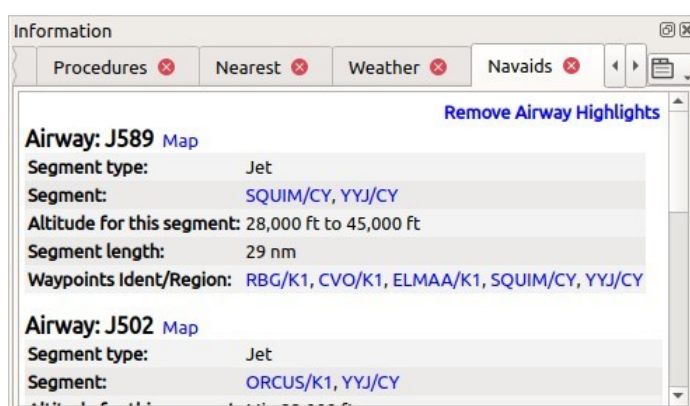 Information
Procedures Nearest Weather Navaids
Remove Airway Highlights
Airway: J589 Map
Segment type: Jet
Segment: SQUIM/CY, YYJ/CY
Altitude for this segment: 28,000 ft to 45,000 ft
Segment length: 29 nm
Waypoints Ident/Region: RBG/K1, CVO/K1, ELMAA/K1, SQUIM/CY, YYJ/CY
Airway: J502 Map
Segment type: Jet
Segment: ORCUS/K1, YYJ/CY